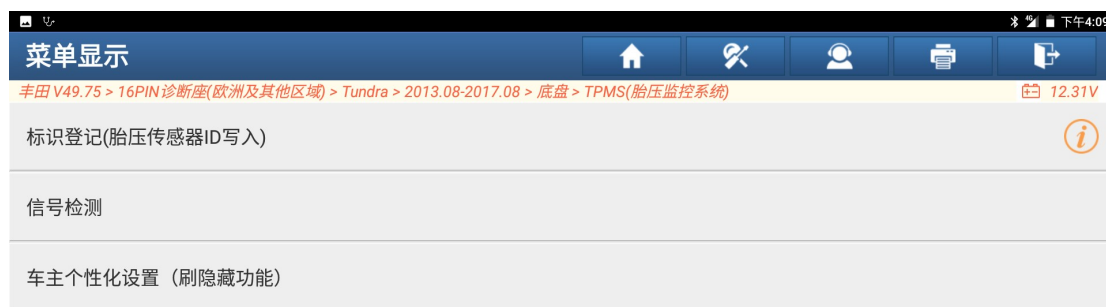 下午4:09
菜单显示
丰田 V49.75 > 16PIN诊断座(欧洲及其他区域) > Tundra > 2013.08-2017.08 > 底盘 > TPMS(胎压监控系统) 12.31V
标识登记(胎压传感器ID写入)
信号检测
车主个性化设置（刷隐藏功能）